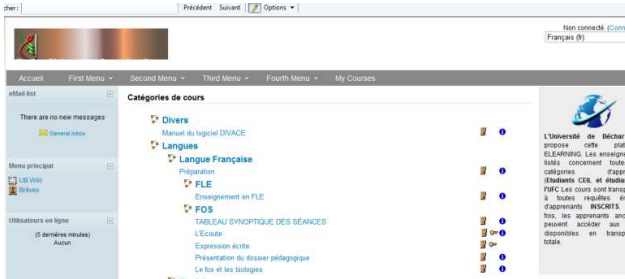 cher:
Précédent Suivant Options
Non connecté. (Conn
Français (fr)
Accueil First Menu Second Menu Third Menu Fourth Menu My Courses
eMail list
There are no new messages
General inbox
Menu principal
UB Wiki
Brèves
Utilisateurs en ligne
(5 dernières minutes)
Aucun
Catégories de cours
Divers
Manuel du logiciel DIVACE
Langues
Langue Française
Préparation
FLE
Enseignement en FLE
FOS
TABLEAU SYNOPTIQUE DES SÉANCES
L'Ecoute
Expression écrite
Présentation du dossier pédagogique
Le fos et les biologies
L'Université de Béchar
propose cette plat
ELEARNING. Les enseigne
listés concernent toute
catégories d'appr
(Etudiants CEIL et étudia
l'UFC Les cours sont transp
à toutes requêtes é
d'apprenants INSCRITS.
fois, les apprenants anc
peuvent accéder aux
disponibles en transp
totale.